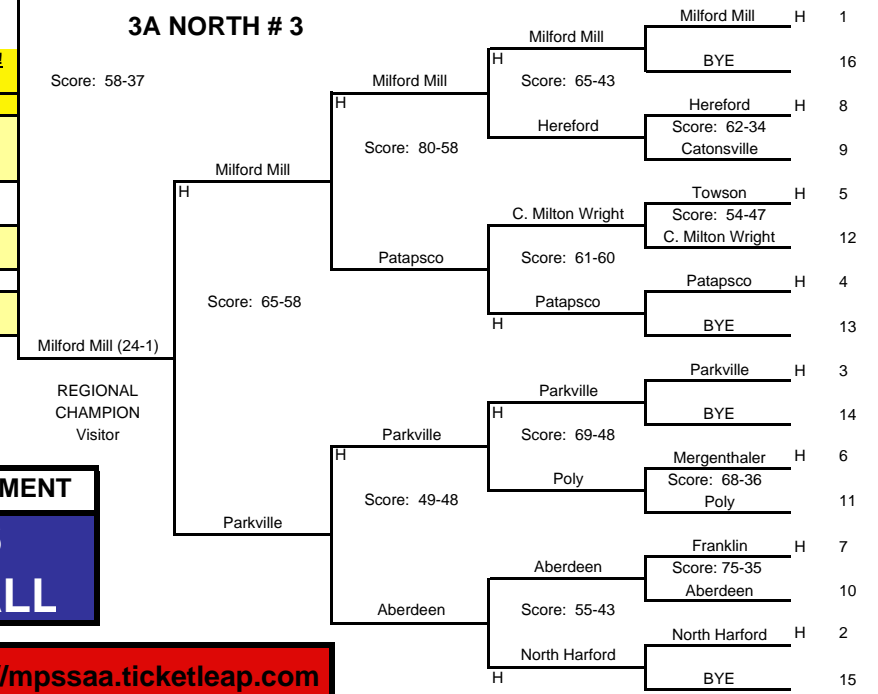 3A NORTH # 3
Milford Mill H 1
Milford Mill
H
BYE 16
Score: 58-37
Milford Mill
Score: 65-43
H
Hereford H 8
Hereford
Score: 62-34
Score: 80-58
Catonsville 9
Milford Mill
H
Towson H 5
C. Milton Wright
Score: 54-47
C. Milton Wright 12
Patapsco
Score: 61-60
Patapsco H 4
Score: 65-58
Patapsco
H
BYE 13
Milford Mill (24-1)
Parkville H 3
REGIONAL
CHAMPION
Visitor
Parkville
H
BYE 14
Parkville
Score: 69-48
H
Mergenthaler H 6
Poly
Score: 68-36
Score: 49-48
Poly 11
MENT
Parkville
Franklin H 7
Aberdeen
Score: 75-35
Aberdeen 10
LL
Aberdeen
Score: 55-43
North Harford H 2
North Harford
H
BYE 15
/mpssaa.ticketleap.com